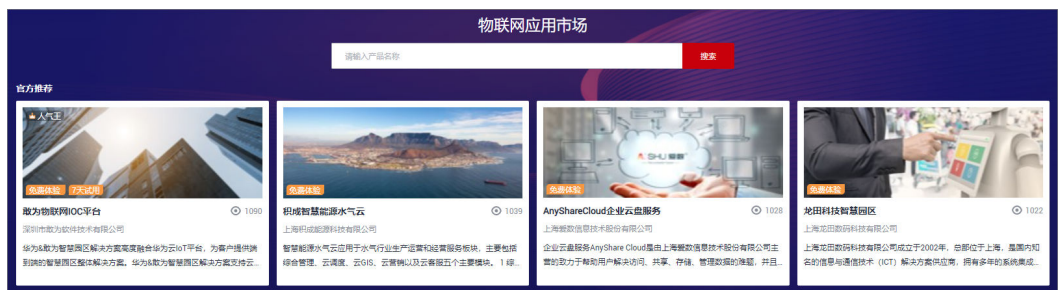 物联网应用市场
请输入产品名称
搜索
官方推荐
人气王
免费体验 7天试用
敢为物联网IOC平台 1090
深圳市敢为软件技术有限公司
华为&敢为智慧园区解决方案高度融合华为云IoT平台，为客户提供端
到端的智慧园区整体解决方案。华为&敢为智慧园区解决方案支持云...
免费体验
积成智慧能源水气云 1039
上海积成能源科技有限公司
智慧能源水气云应用于水气行业生产运营和经营服务板块，主要包括
综合管理、云调度、云GIS、云营销以及云客服五个主要模块。 1 综...
SHU 爱数
免费体验
AnyShareCloud企业云盘服务 1028
上海爱数信息技术股份有限公司
企业云盘服务AnyShare Cloud是由上海爱数信息技术股份有限公司主
营的致力于帮助用户解决访问、共享、存储、管理数据的难题，并且...
免费体验
龙田科技智慧园区 1022
上海龙田数码科技有限公司
上海龙田数码科技有限公司成立于2002年，总部位于上海，是国内知
名的信息与通信技术（ICT）解决方案供应商，拥有多年的系统集成...